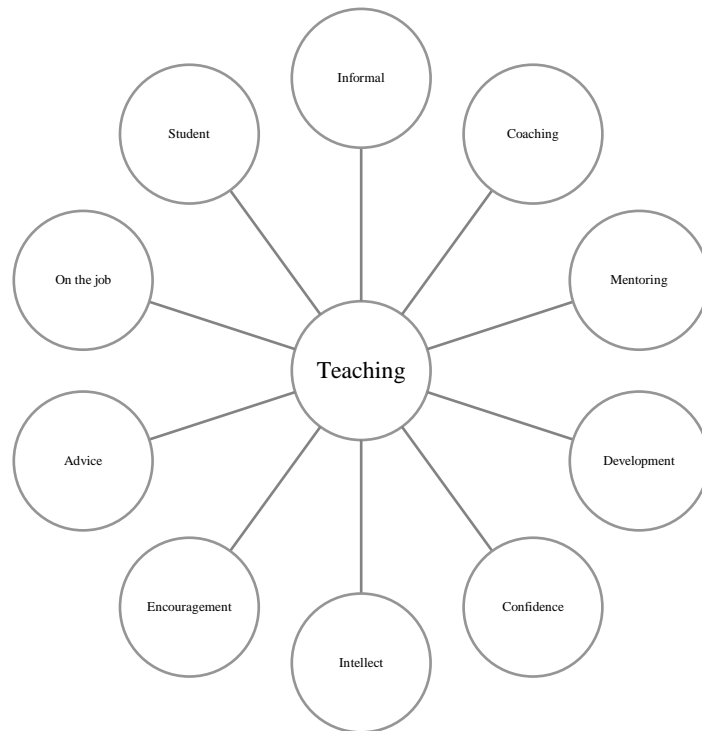 Informal
Student
Coaching
On the job
Mentoring
Teaching
Advice
Development
Encouragement
Confidence
Intellect